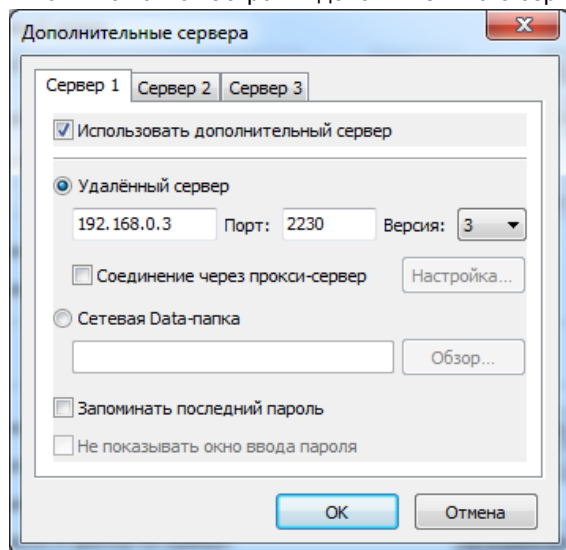 Дополнительные сервера
Сервер 1 Сервер 2 Сервер 3
Использовать дополнительный сервер
Удалённый сервер
192.168.0.3 Порт: 2230 Версия: 3
Соединение через прокси-сервер Настройка...
Сетевая Data-папка
Обзор...
Запоминать последний пароль
Не показывать окно ввода пароля
OK Отмена